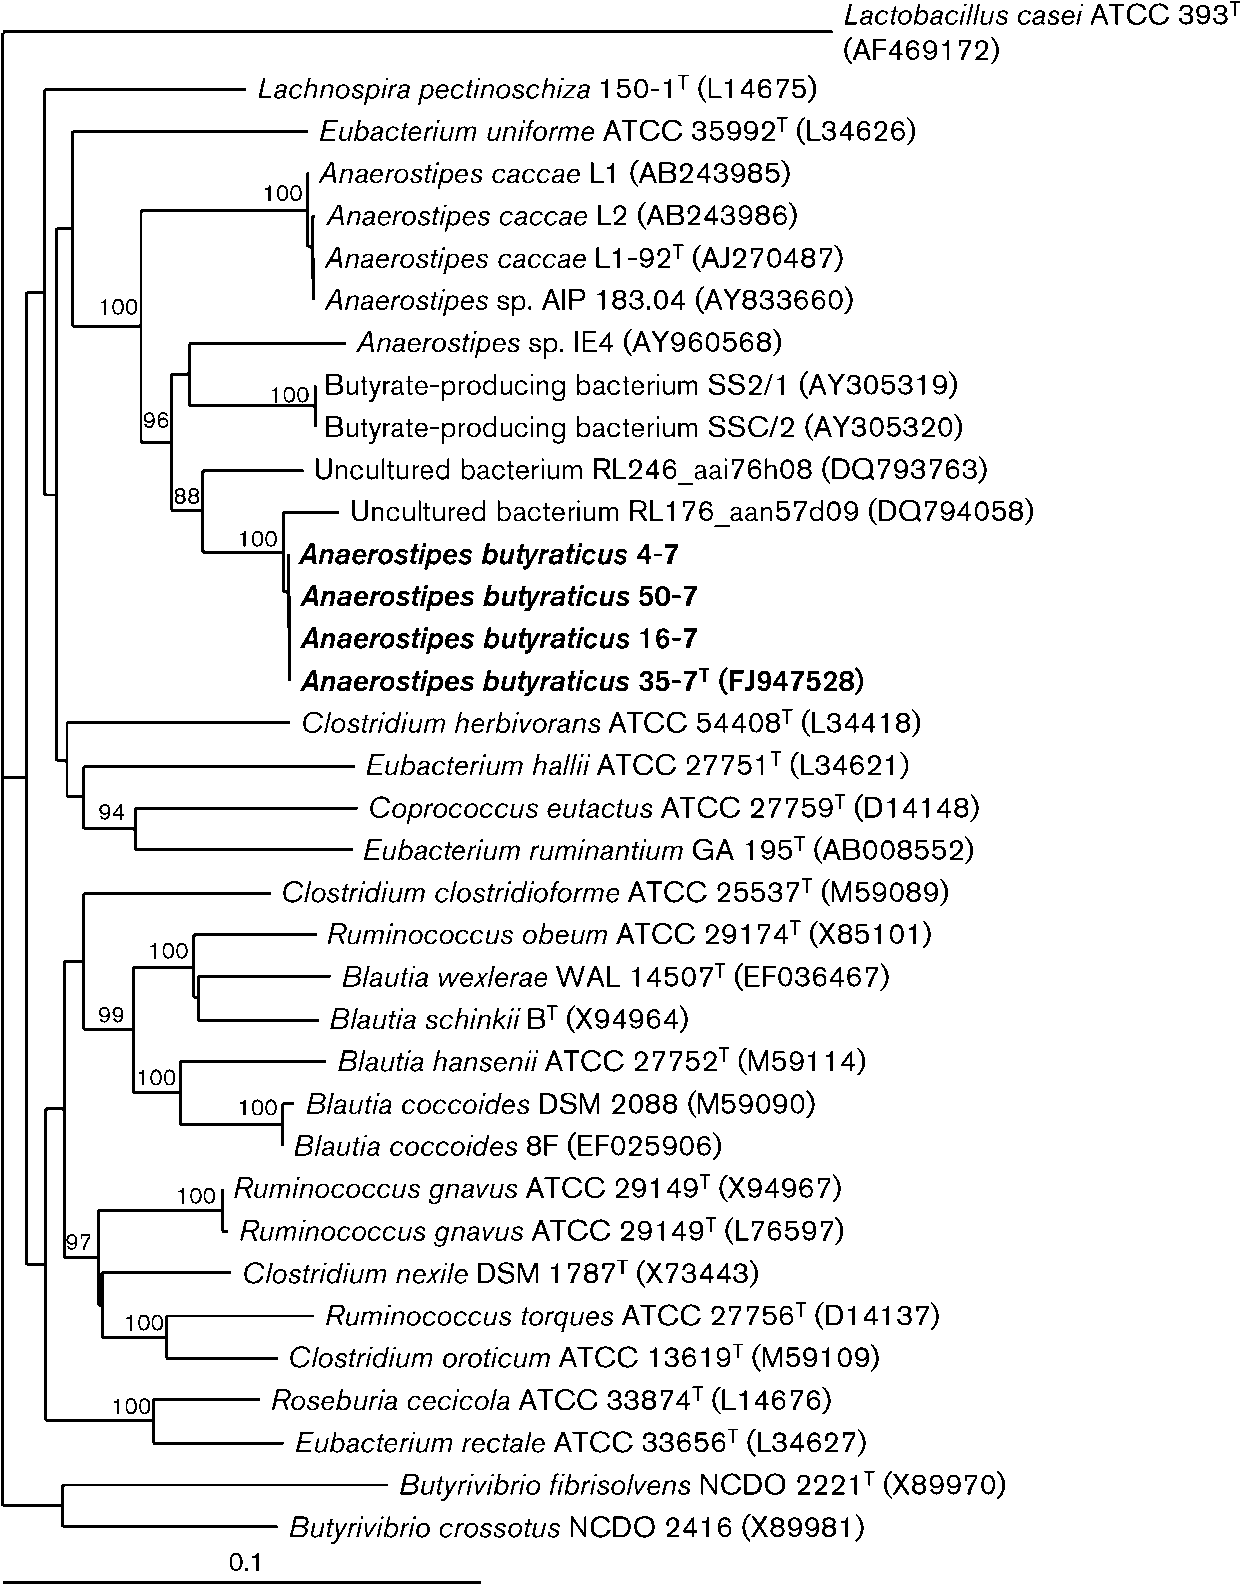 Lactobacillus casei ATCC 393ᵀ
(AF469172)
Lachnospira pectinoschiza 150-1ᵀ (L14675)
Eubacterium uniforme ATCC 35992ᵀ (L34626)
Anaerostipes caccae L1 (AB243985)
100
Anaerostipes caccae L2 (AB243986)
Anaerostipes caccae L1-92ᵀ (AJ270487)
Anaerostipes sp. AIP 183.04 (AY833660)
100
Anaerostipes sp. IE4 (AY960568)
Butyrate-producing bacterium SS2/1 (AY305319)
100
96
Butyrate-producing bacterium SSC/2 (AY305320)
Uncultured bacterium RL246_aai76h08 (DQ793763)
88
Uncultured bacterium RL176_aan57d09 (DQ794058)
100
Anaerostipes butyraticus 4-7
Anaerostipes butyraticus 50-7
Anaerostipes butyraticus 16-7
Anaerostipes butyraticus 35-7ᵀ (FJ947528)
Clostridium herbivorans ATCC 54408ᵀ (L34418)
Eubacterium hallii ATCC 27751ᵀ (L34621)
Coprococcus eutactus ATCC 27759ᵀ (D14148)
94
Eubacterium ruminantium GA 195ᵀ (AB008552)
Clostridium clostridioforme ATCC 25537ᵀ (M59089)
Ruminococcus obeum ATCC 29174ᵀ (X85101)
100
Blautia wexlerae WAL 14507ᵀ (EF036467)
99
Blautia schinkii Bᵀ (X94964)
Blautia hansenii ATCC 27752ᵀ (M59114)
100
Blautia coccoides DSM 2088 (M59090)
100
Blautia coccoides 8F (EF025906)
Ruminococcus gnavus ATCC 29149ᵀ (X94967)
100
Ruminococcus gnavus ATCC 29149ᵀ (L76597)
97
Clostridium nexile DSM 1787ᵀ (X73443)
Ruminococcus torques ATCC 27756ᵀ (D14137)
100
Clostridium oroticum ATCC 13619ᵀ (M59109)
Roseburia cecicola ATCC 33874ᵀ (L14676)
100
Eubacterium rectale ATCC 33656ᵀ (L34627)
Butyrivibrio fibrisolvens NCDO 2221ᵀ (X89970)
Butyrivibrio crossotus NCDO 2416 (X89981)
0.1